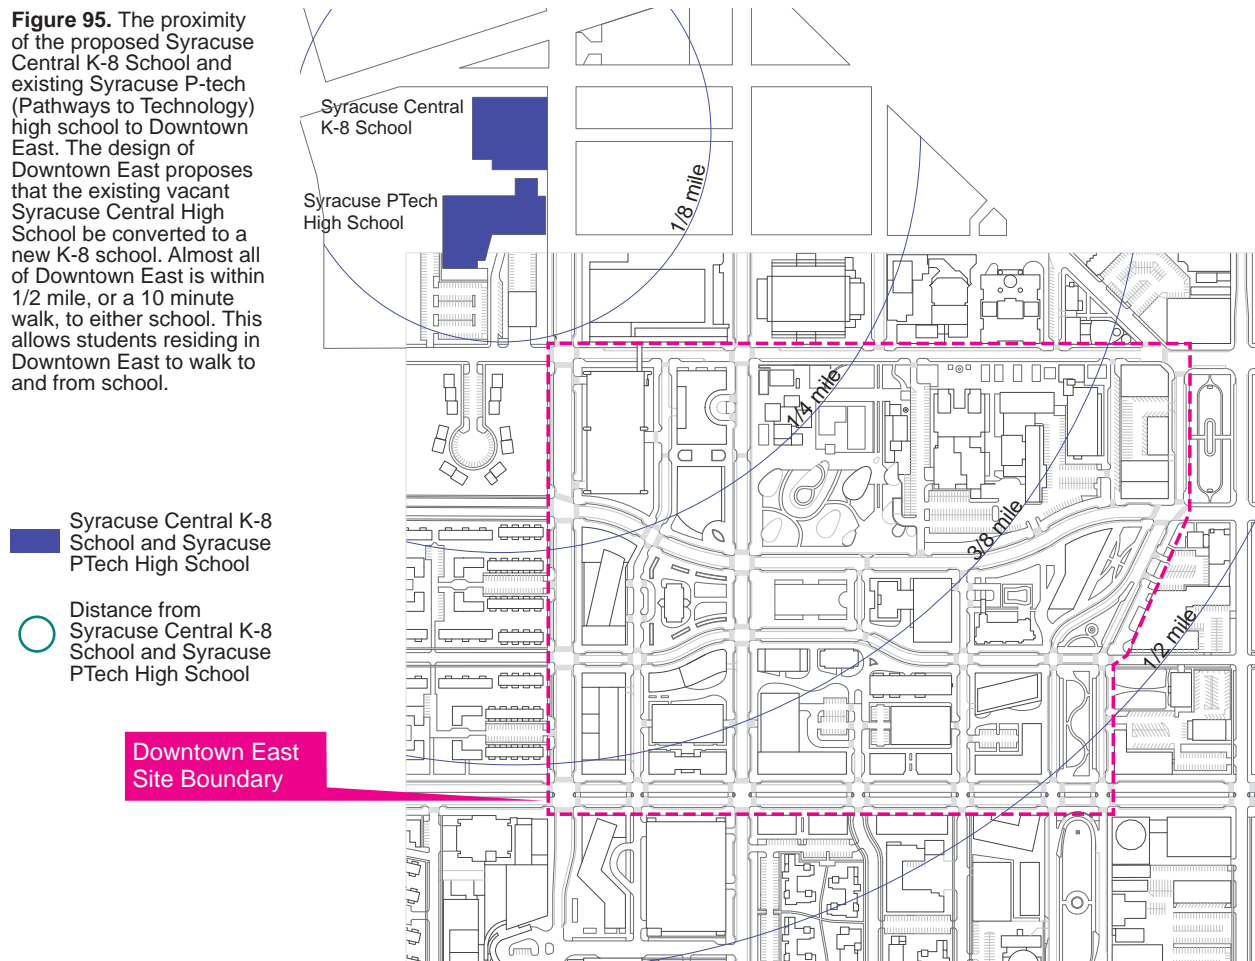 Figure 95. The proximity
of the proposed Syracuse
Central K-8 School and
existing Syracuse P-tech
(Pathways to Technology)
high school to Downtown
East. The design of
Downtown East proposes
that the existing vacant
Syracuse Central High
School be converted to a
new K-8 school. Almost all
of Downtown East is within
1/2 mile, or a 10 minute
walk, to either school. This
allows students residing in
Downtown East to walk to
and from school.
Syracuse Central
K-8 School
Syracuse PTech
High School
1/8 mile
1/4 mile
3/8 mile
1/2 mile
Syracuse Central K-8
School and Syracuse
PTech High School
Distance from
Syracuse Central K-8
School and Syracuse
PTech High School
Downtown East
Site Boundary